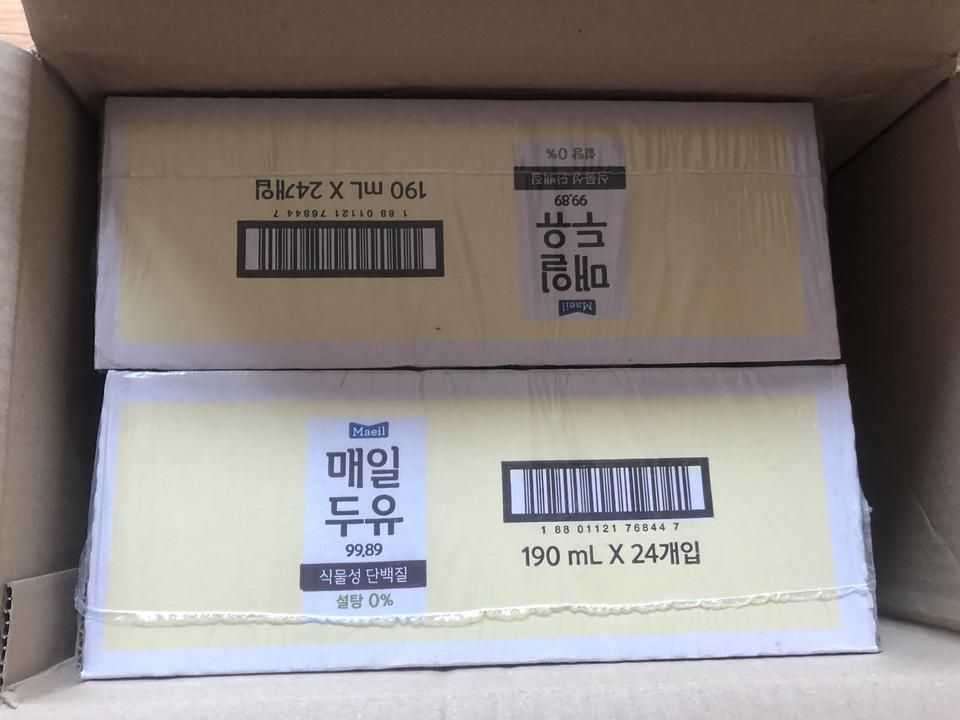 190 mL X 24개입
1 88 01121 76844 7
설탕 0%
식물성 단백질
99.89
두유
매일
Maeil
Maeil
매일
두유
99.89
식물성 단백질
설탕 0%
1 88 01121 76844 7
190 mL X 24개입